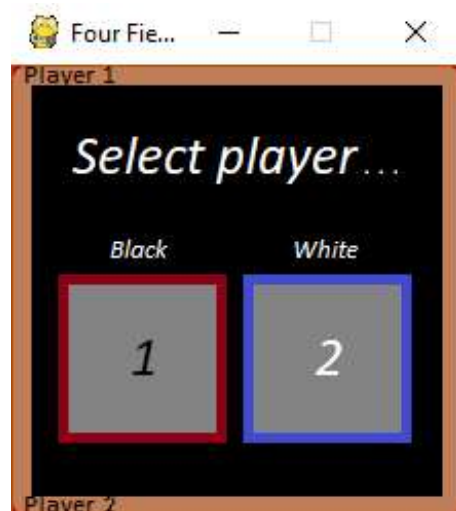 Four Fie...
Player 1
Select player...
Black White
1 2
Player 2